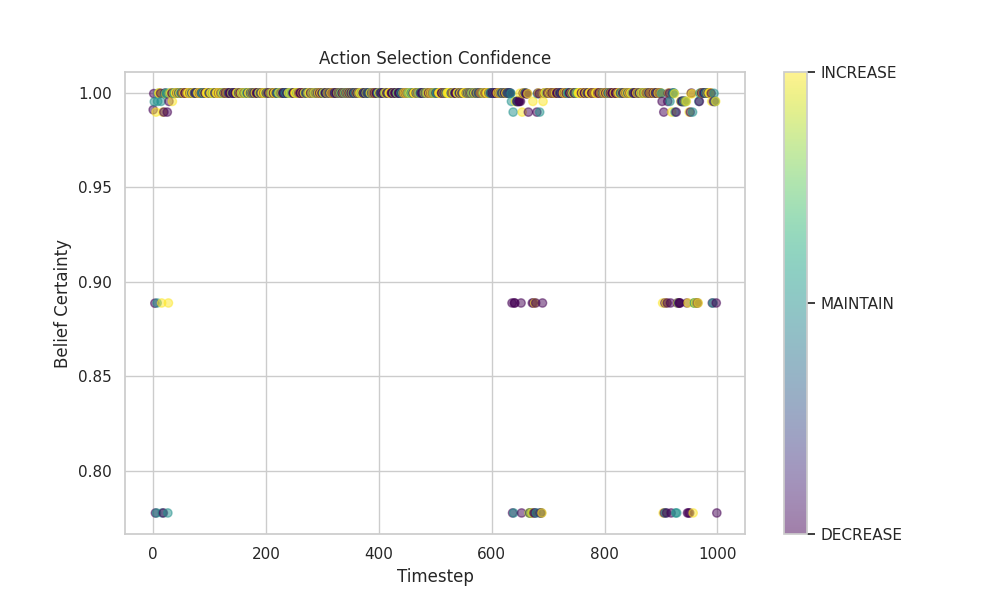 Action Selection Confidence
Belief Certainty
1.00
0.95
0.90
0.85
0.80
0
200
400
600
800
1000
Timestep
INCREASE
MAINTAIN
DECREASE